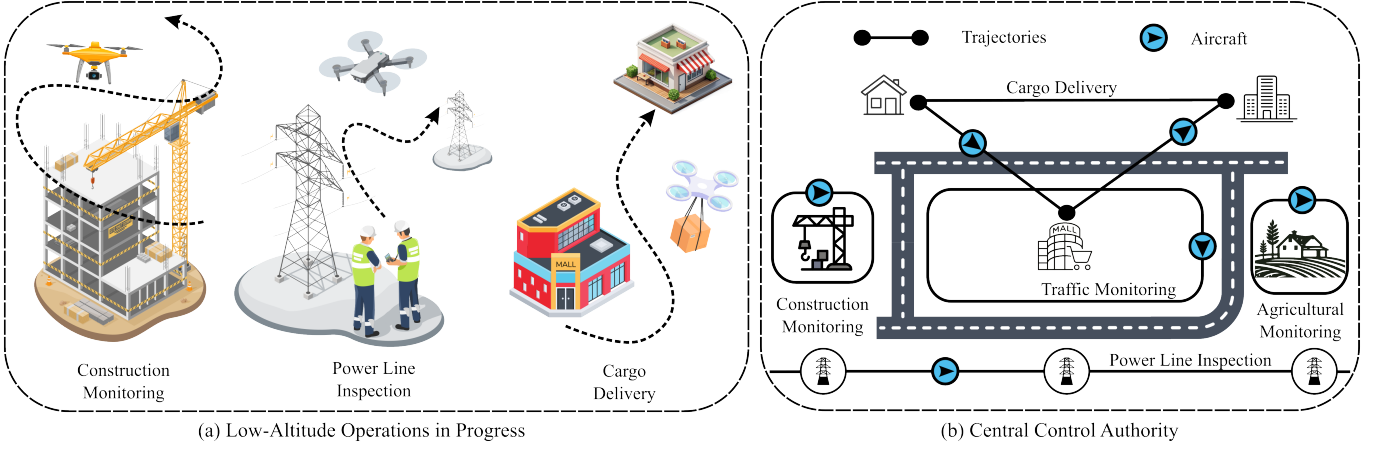 MALL
Construction
Monitoring
Power Line
Inspection
Cargo
Delivery
(a) Low-Altitude Operations in Progress
Trajectories
Aircraft
Cargo Delivery
MALL
Traffic Monitoring
Construction
Monitoring
Agricultural
Monitoring
Power Line Inspection
(b) Central Control Authority